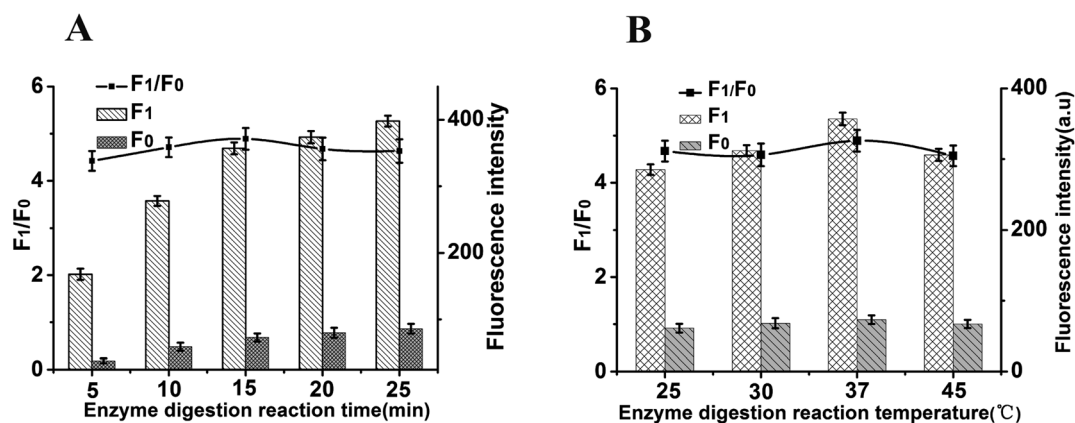 A
F1/F0
F1
F0
6
4
2
0
F1/F0
400
200
Fluorescence intensity
5 10 15 20 25
Enzyme digestion reaction time(min)
B
F1/F0
F1
F0
6
4
2
0
F1/F0
400
300
200
100
0
Fluorescence intensity(a.u)
25 30 37 45
Enzyme digestion reaction temperature(℃)